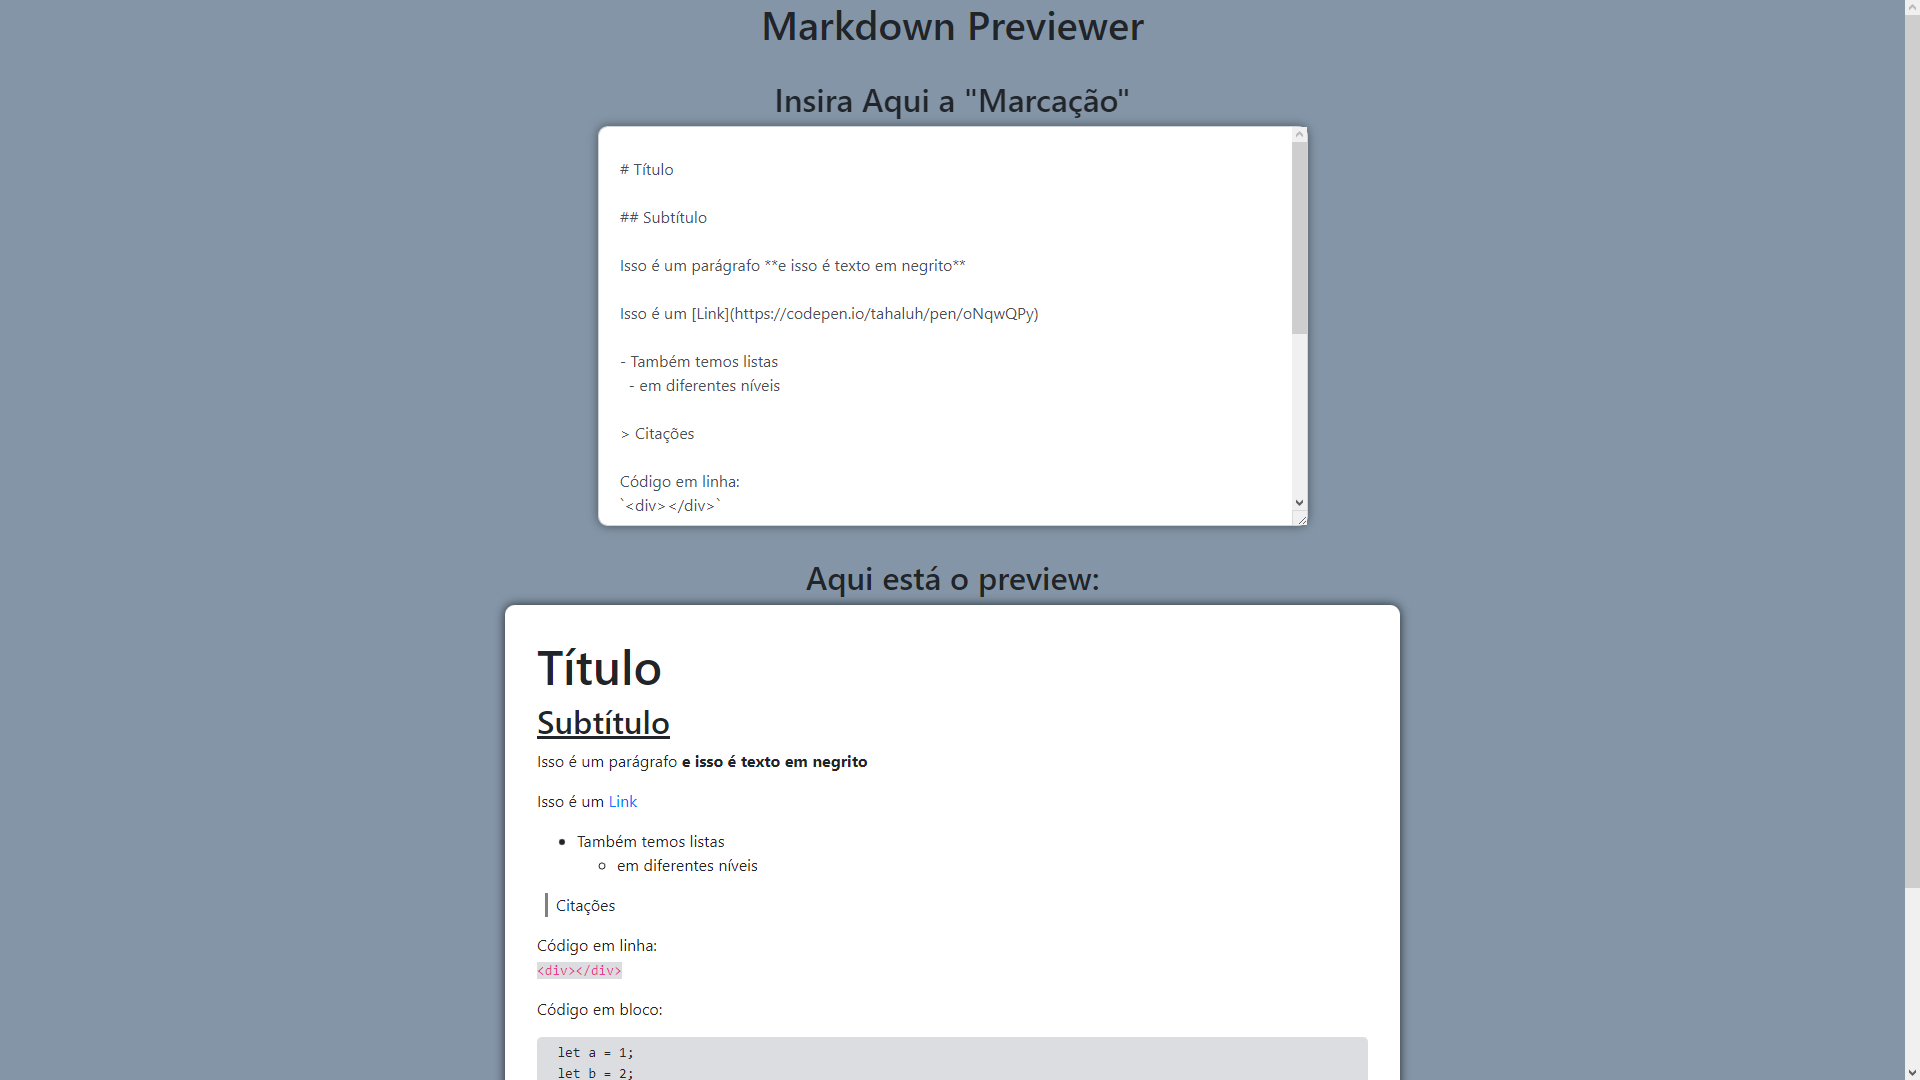 Markdown Previewer
Insira Aqui a "Marcação"
# Título
## Subtítulo
Isso é um parágrafo **e isso é texto em negrito**
Isso é um [Link](https://codepen.io/tahaluh/pen/oNqwQPy)
- Também temos listas
  - em diferentes níveis
> Citações
Código em linha:
`<div></div>`
Aqui está o preview:
Título
Subtítulo
Isso é um parágrafo e isso é texto em negrito
Isso é um Link
Também temos listas
em diferentes níveis
Citações
Código em linha:
<div></div>
Código em bloco:
let a = 1;
let b = 2;